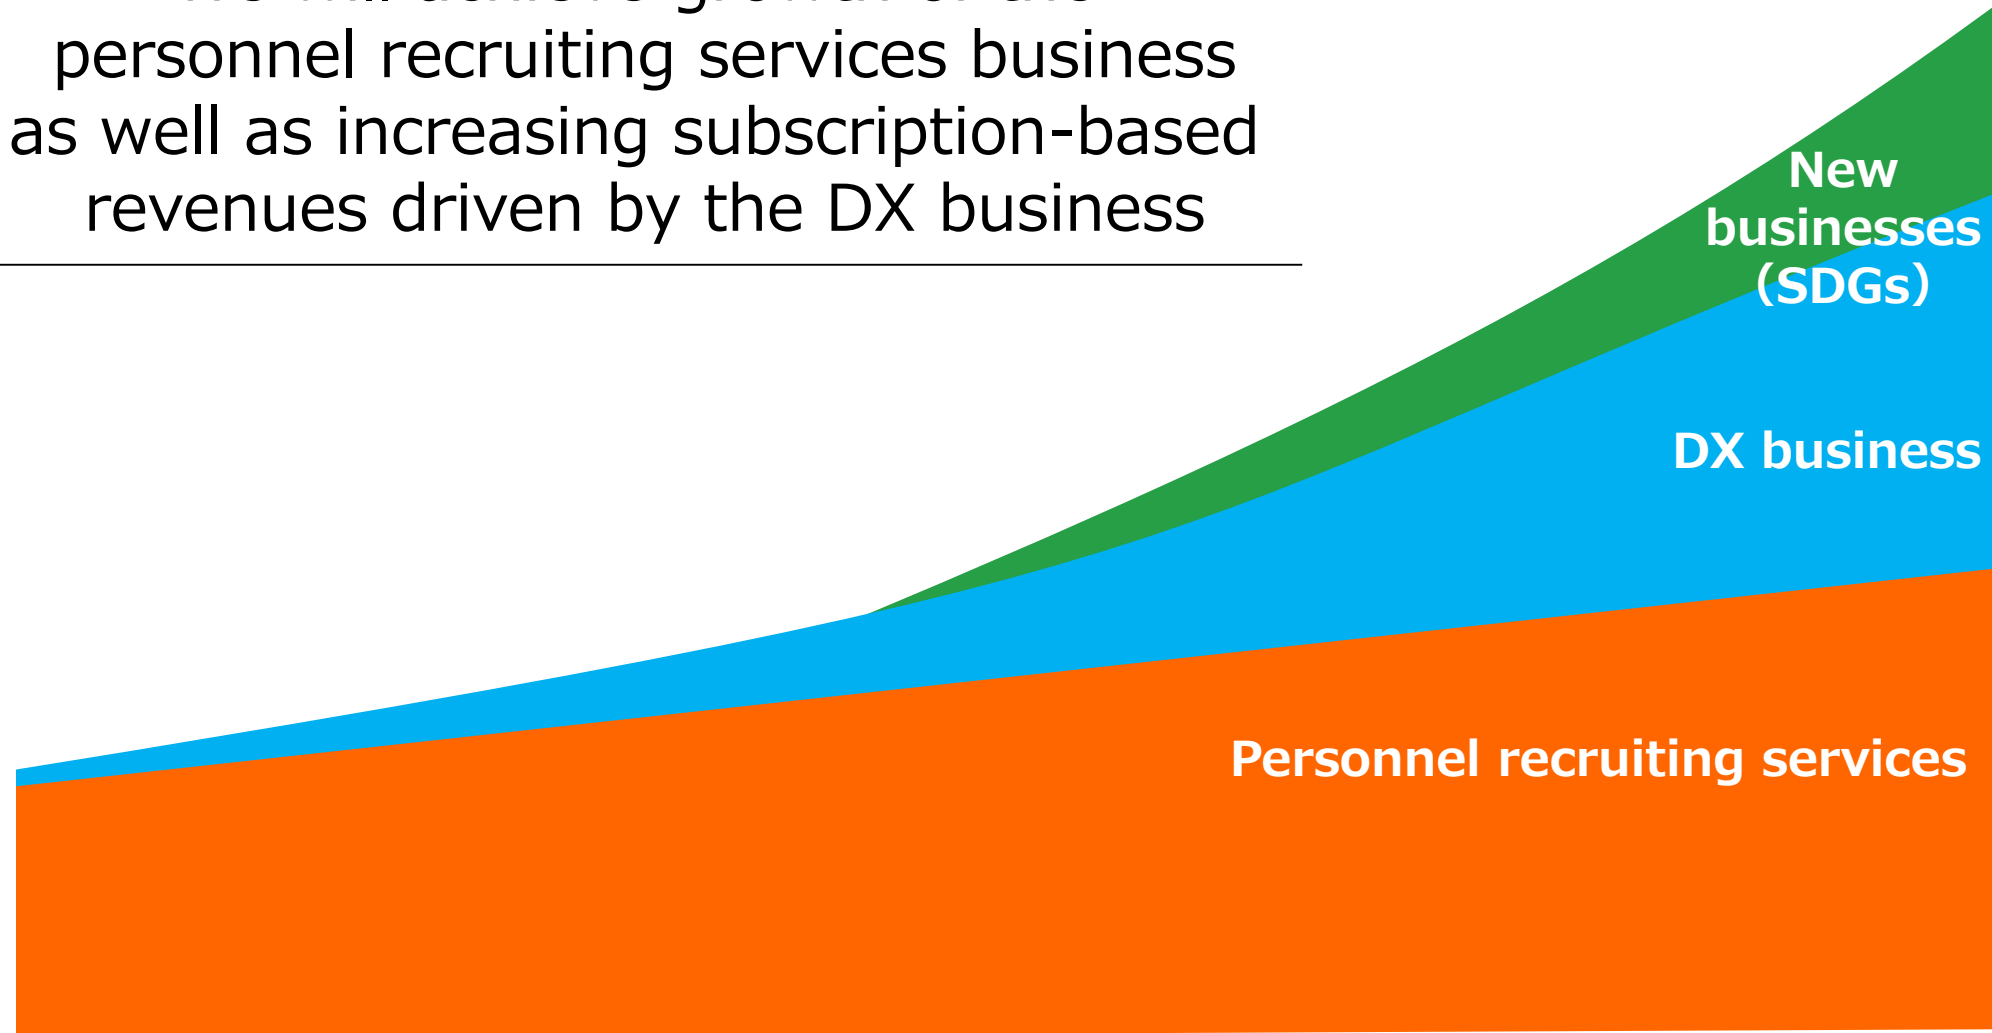 personnel recruiting services business
as well as increasing subscription-based
revenues driven by the DX business
New
businesses
(SDGs)
DX business
Personnel recruiting services